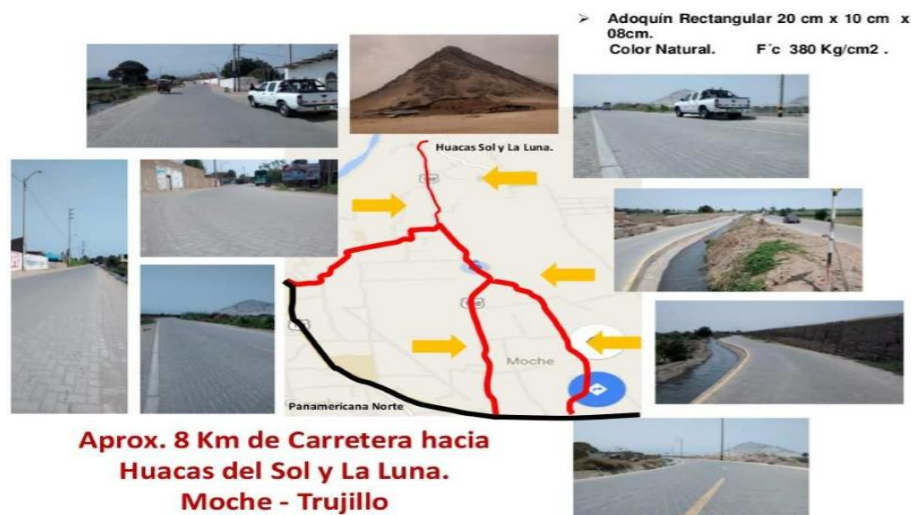 ➢ Adoquín Rectangular 20 cm x 10 cm x
08cm.
Color Natural. F´c 380 Kg/cm2 .
Huacas Sol y La Luna.
Moche
Panamericana Norte
Aprox. 8 Km de Carretera hacia
Huacas del Sol y La Luna.
Moche - Trujillo